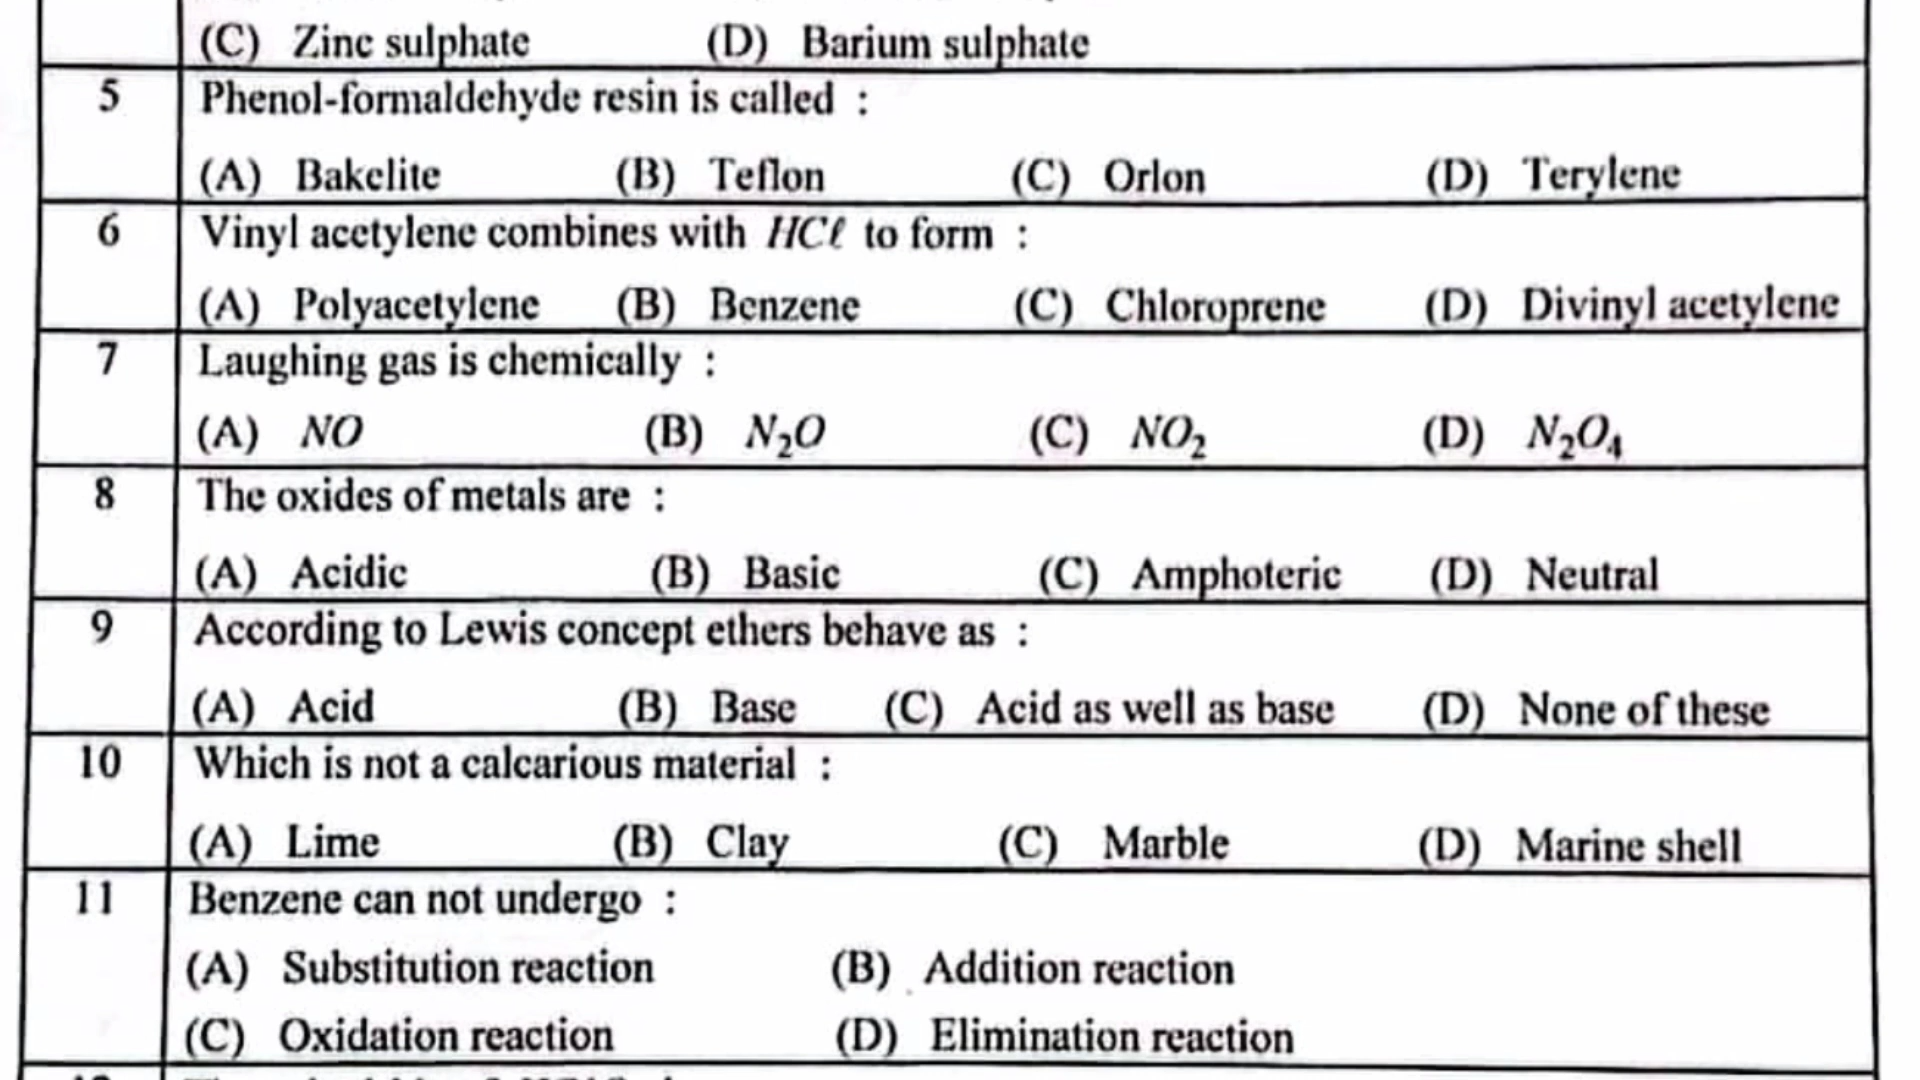 (C) Zinc sulphate (D) Barium sulphate
5 Phenol-formaldehyde resin is called :
(A) Bakelite (B) Teflon (C) Orlon (D) Terylene
6 Vinyl acetylene combines with HCℓ to form :
(A) Polyacetylene (B) Benzene (C) Chloroprene (D) Divinyl acetylene
7 Laughing gas is chemically :
(A) NO (B) N₂O (C) NO₂ (D) N₂O₄
8 The oxides of metals are :
(A) Acidic (B) Basic (C) Amphoteric (D) Neutral
9 According to Lewis concept ethers behave as :
(A) Acid (B) Base (C) Acid as well as base (D) None of these
10 Which is not a calcarious material :
(A) Lime (B) Clay (C) Marble (D) Marine shell
11 Benzene can not undergo :
(A) Substitution reaction (B) Addition reaction
(C) Oxidation reaction (D) Elimination reaction